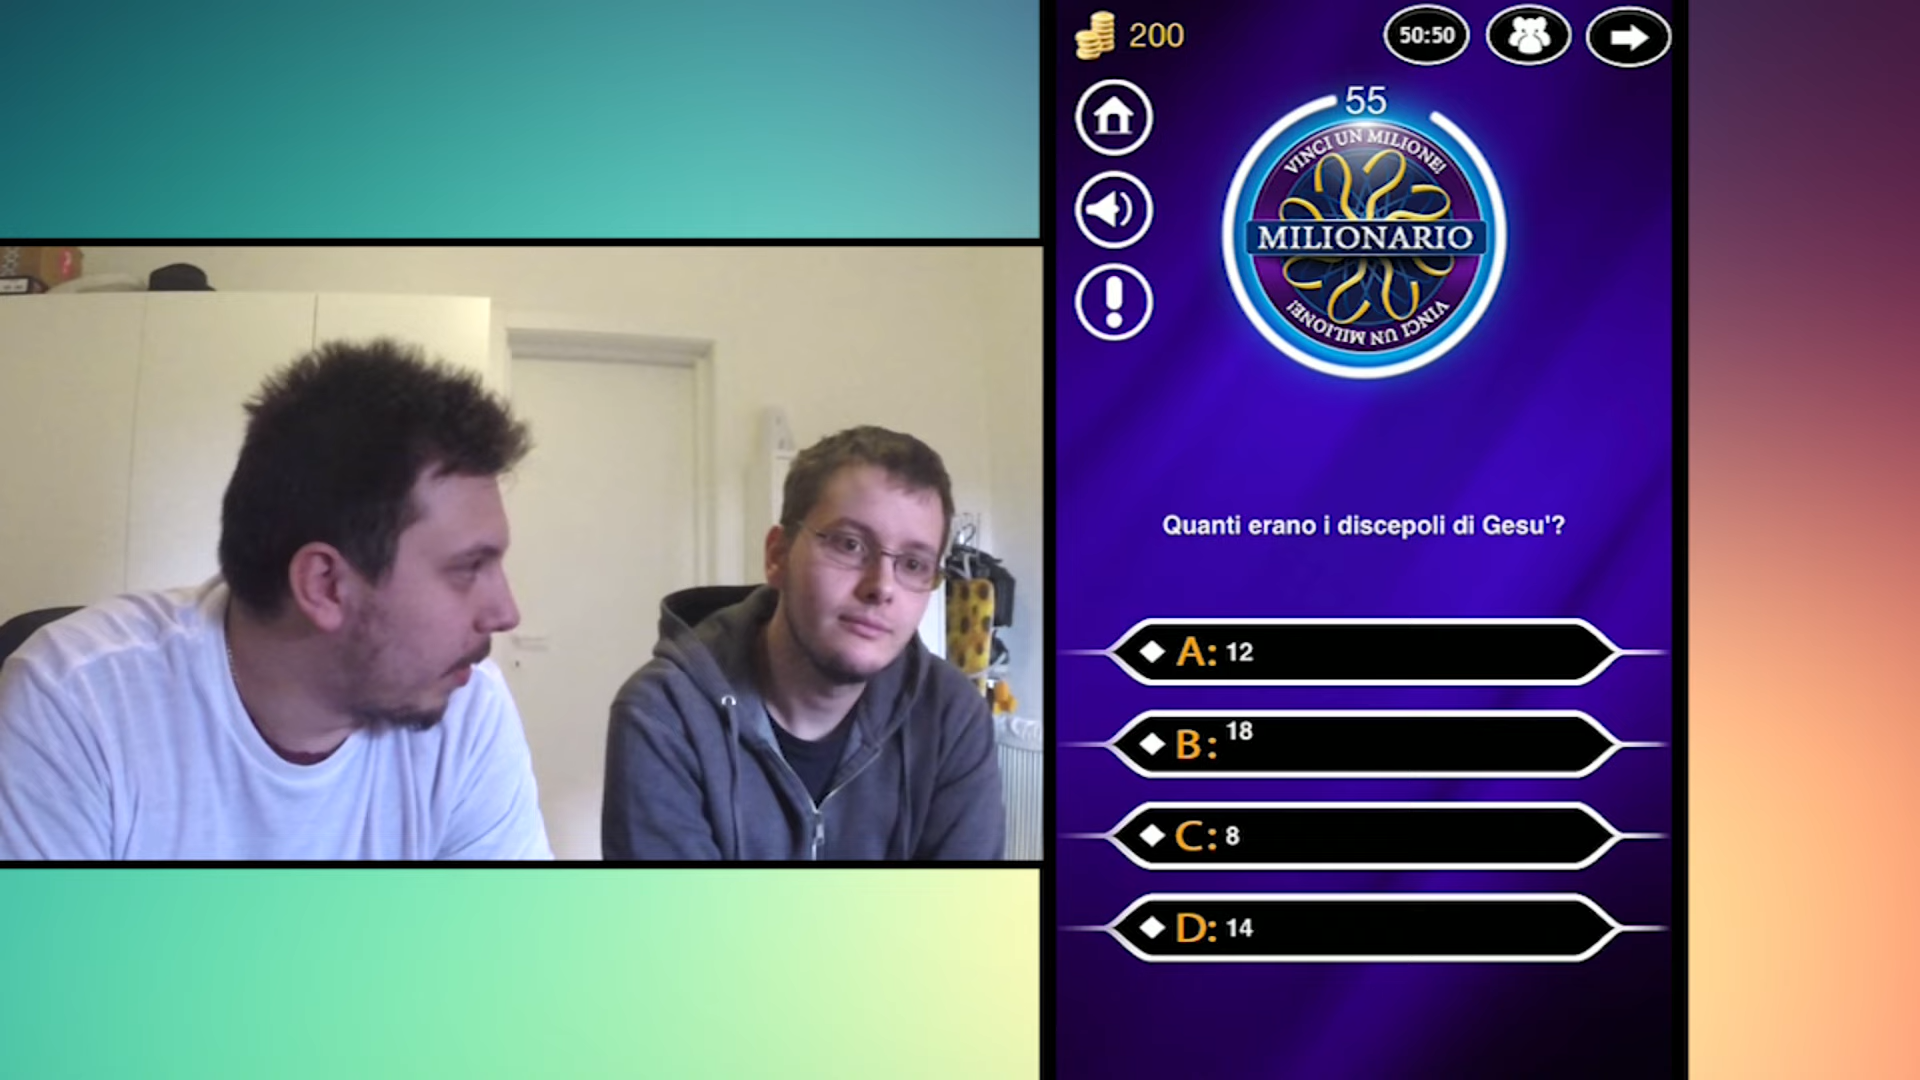 200
50:50
55
VINCI UN MILIONE!
MILIONARIO
VINCI UN MILIONE!
Quanti erano i discepoli di Gesu'?
A: 12
B: 18
C: 8
D: 14